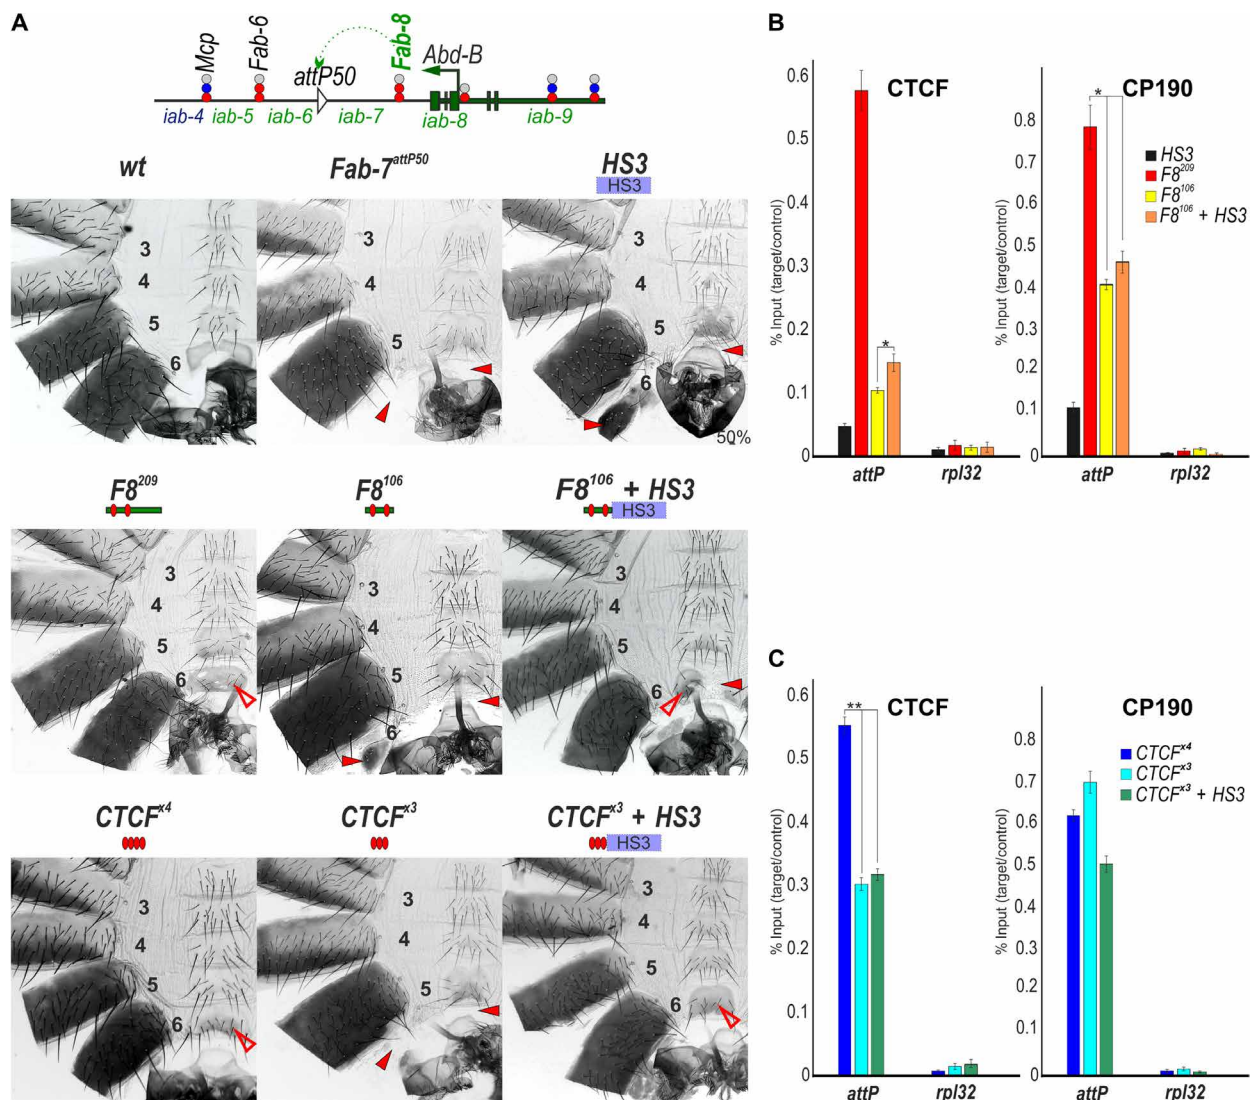 A
Mcp
Fab-6
attP50
Fab-8
Abd-B
iab-4 iab-5 iab-6 iab-7 iab-8 iab-9
wt Fab-7attP50 HS3
HS3
3 3 3
4 4 4
5 5 5
6 6
50%
F8209 F8106 F8106 + HS3
HS3
3 3 3
4 4 4
5 5 5
6 6 6
CTCFx4 CTCFx3 CTCFx3 + HS3
HS3
3 3 3
4 4 4
5 5 5
6 6
B
CTCF
% Input (target/control)
0.6
0.5
0.4
0.3
0.2
0.1
0
*
attP rpl32
CP190
% Input (target/control)
0.8
0.7
0.6
0.5
0.4
0.3
0.2
0.1
0
*
HS3
F8209
F8106
F8106 + HS3
attP rpl32
C
CTCF
% Input (target/control)
0.6
0.5
0.4
0.3
0.2
0.1
0
**
attP rpl32
CP190
% Input (target/control)
0.8
0.7
0.6
0.5
0.4
0.3
0.2
0.1
0
CTCFx4
CTCFx3
CTCFx3 + HS3
attP rpl32